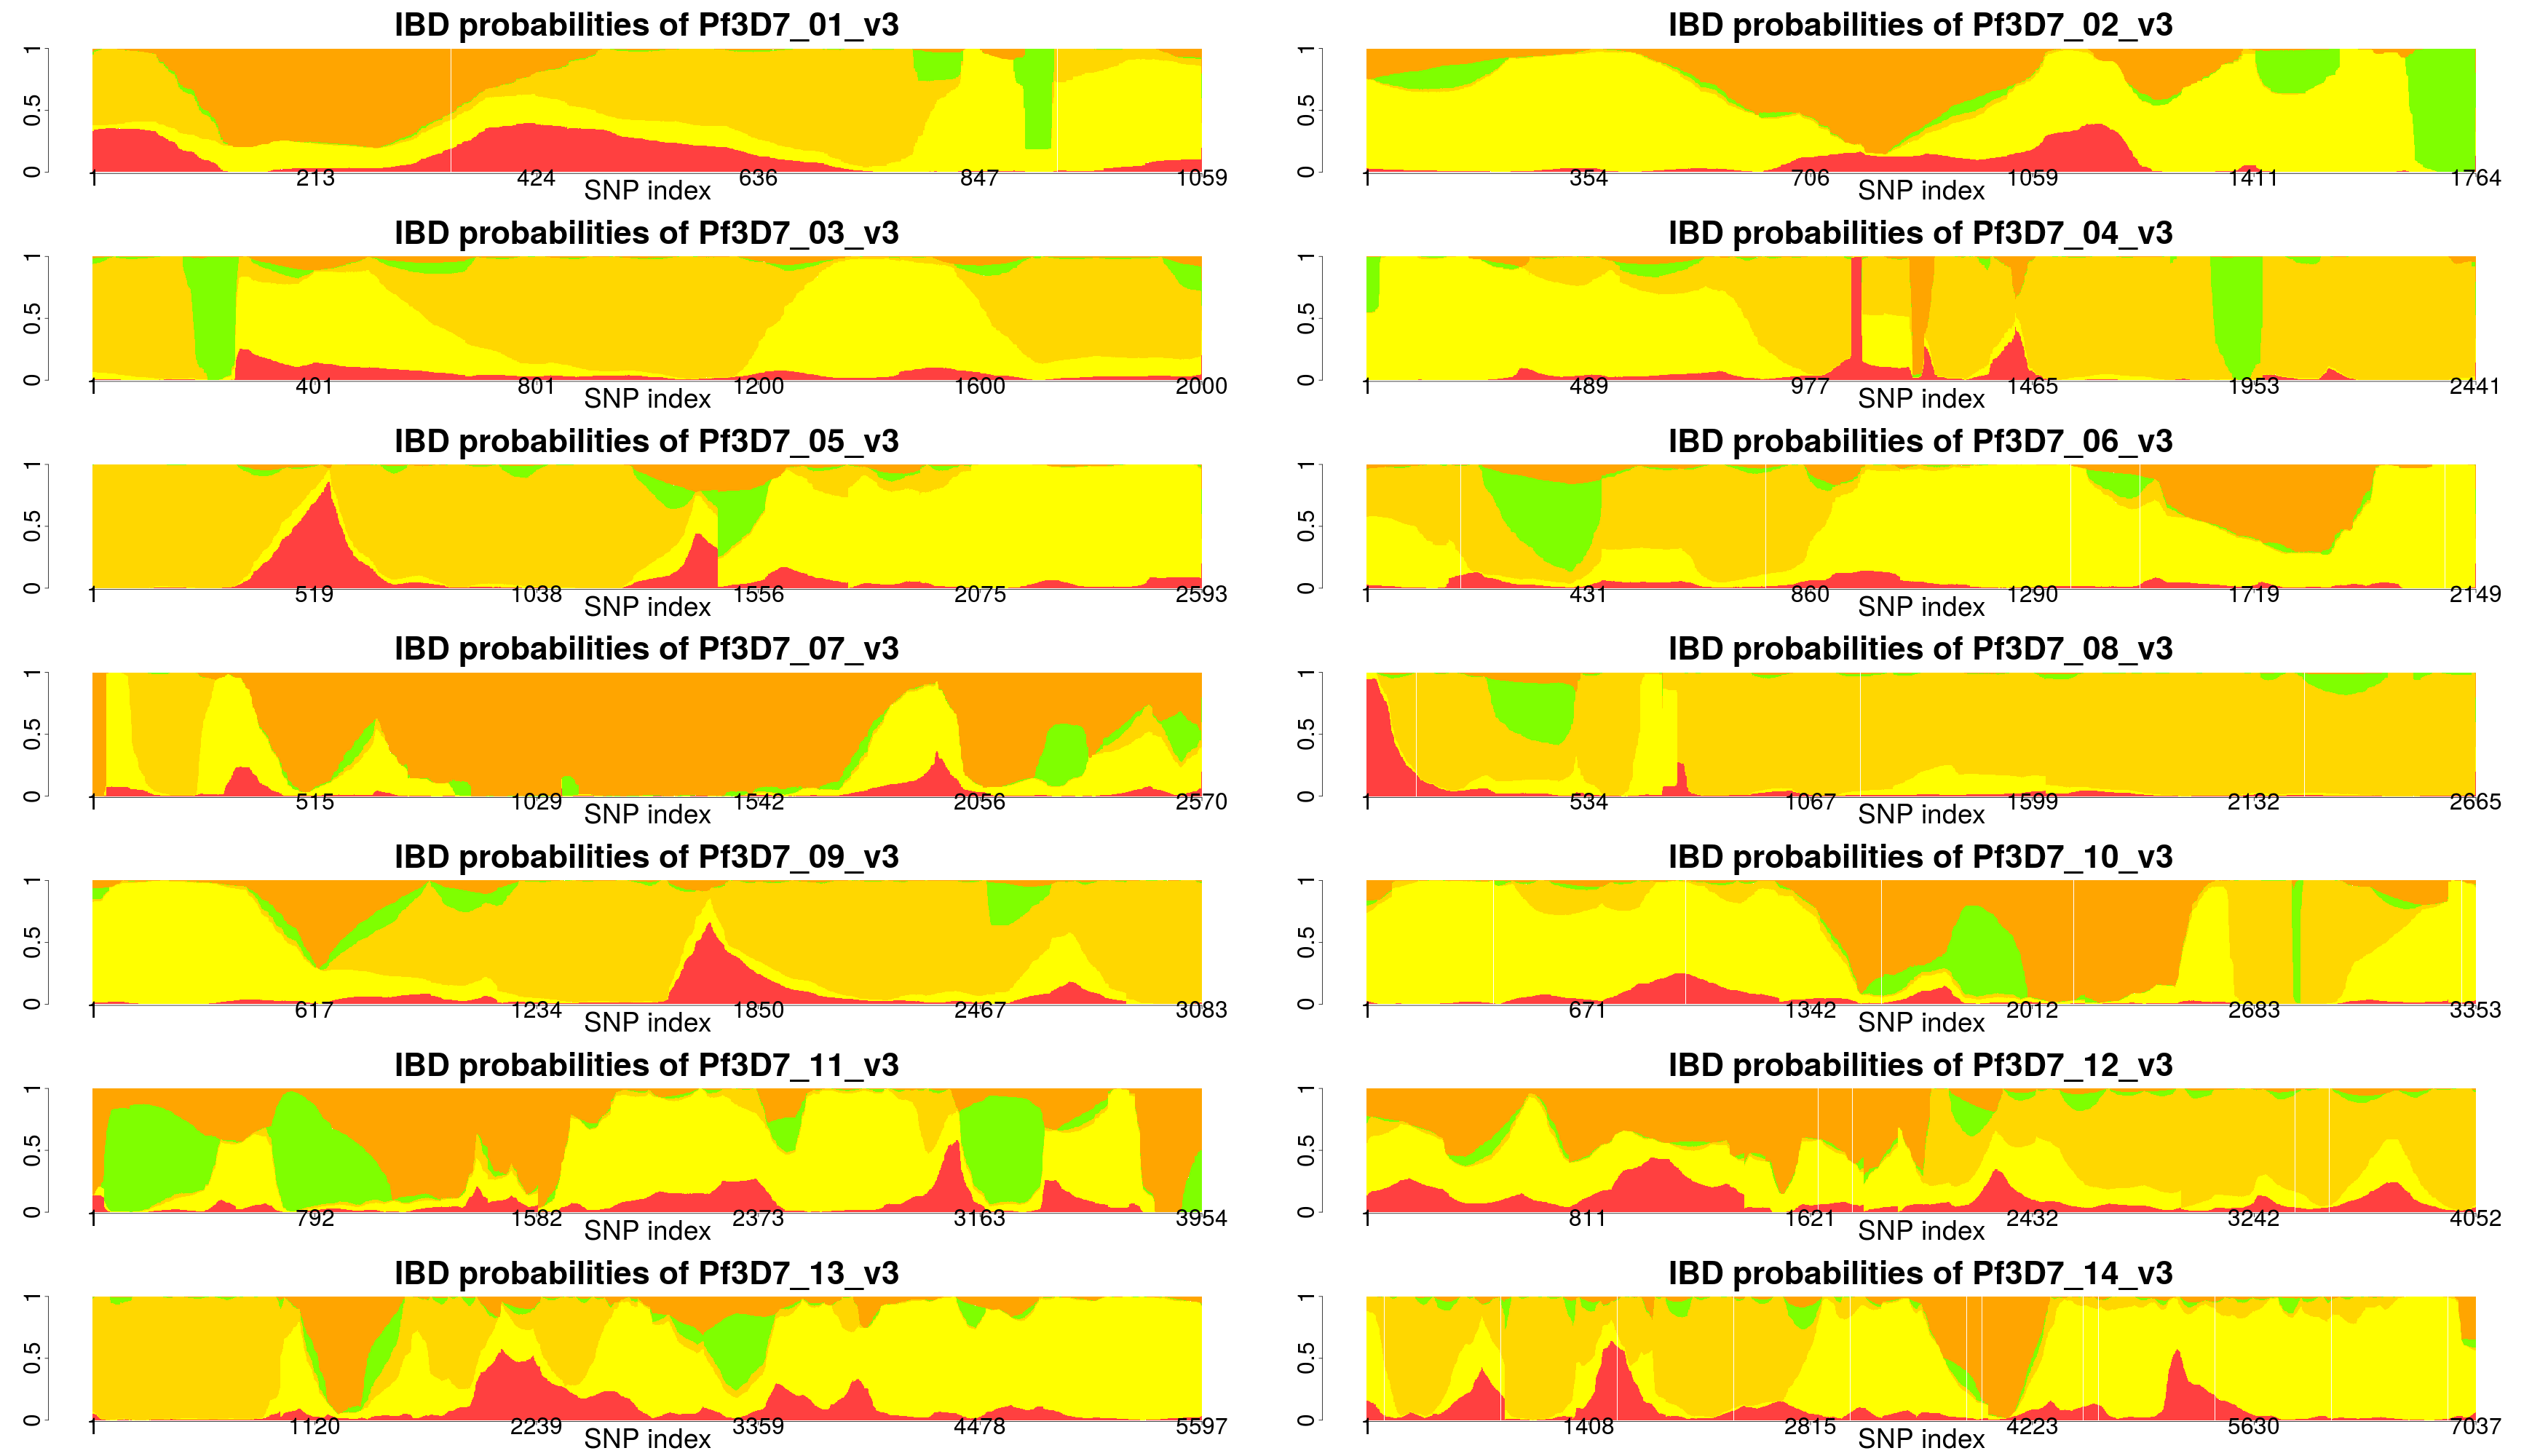 IBD probabilities of Pf3D7_01_v3
1
0.5
0
1 213 424 636 847 1059
SNP index
IBD probabilities of Pf3D7_02_v3
1
0.5
0
1 354 706 1059 1411 1764
SNP index
IBD probabilities of Pf3D7_03_v3
1
0.5
0
1 401 801 1200 1600 2000
SNP index
IBD probabilities of Pf3D7_04_v3
1
0.5
0
1 489 977 1465 1953 2441
SNP index
IBD probabilities of Pf3D7_05_v3
1
0.5
0
1 519 1038 1556 2075 2593
SNP index
IBD probabilities of Pf3D7_06_v3
1
0.5
0
1 431 860 1290 1719 2149
SNP index
IBD probabilities of Pf3D7_07_v3
1
0.5
0
1 515 1029 1542 2056 2570
SNP index
IBD probabilities of Pf3D7_08_v3
1
0.5
0
1 534 1067 1599 2132 2665
SNP index
IBD probabilities of Pf3D7_09_v3
1
0.5
0
1 617 1234 1850 2467 3083
SNP index
IBD probabilities of Pf3D7_10_v3
1
0.5
0
1 671 1342 2012 2683 3353
SNP index
IBD probabilities of Pf3D7_11_v3
1
0.5
0
1 792 1582 2373 3163 3954
SNP index
IBD probabilities of Pf3D7_12_v3
1
0.5
0
1 811 1621 2432 3242 4052
SNP index
IBD probabilities of Pf3D7_13_v3
1
0.5
0
1 1120 2239 3359 4478 5597
SNP index
IBD probabilities of Pf3D7_14_v3
1
0.5
0
1 1408 2815 4223 5630 7037
SNP index